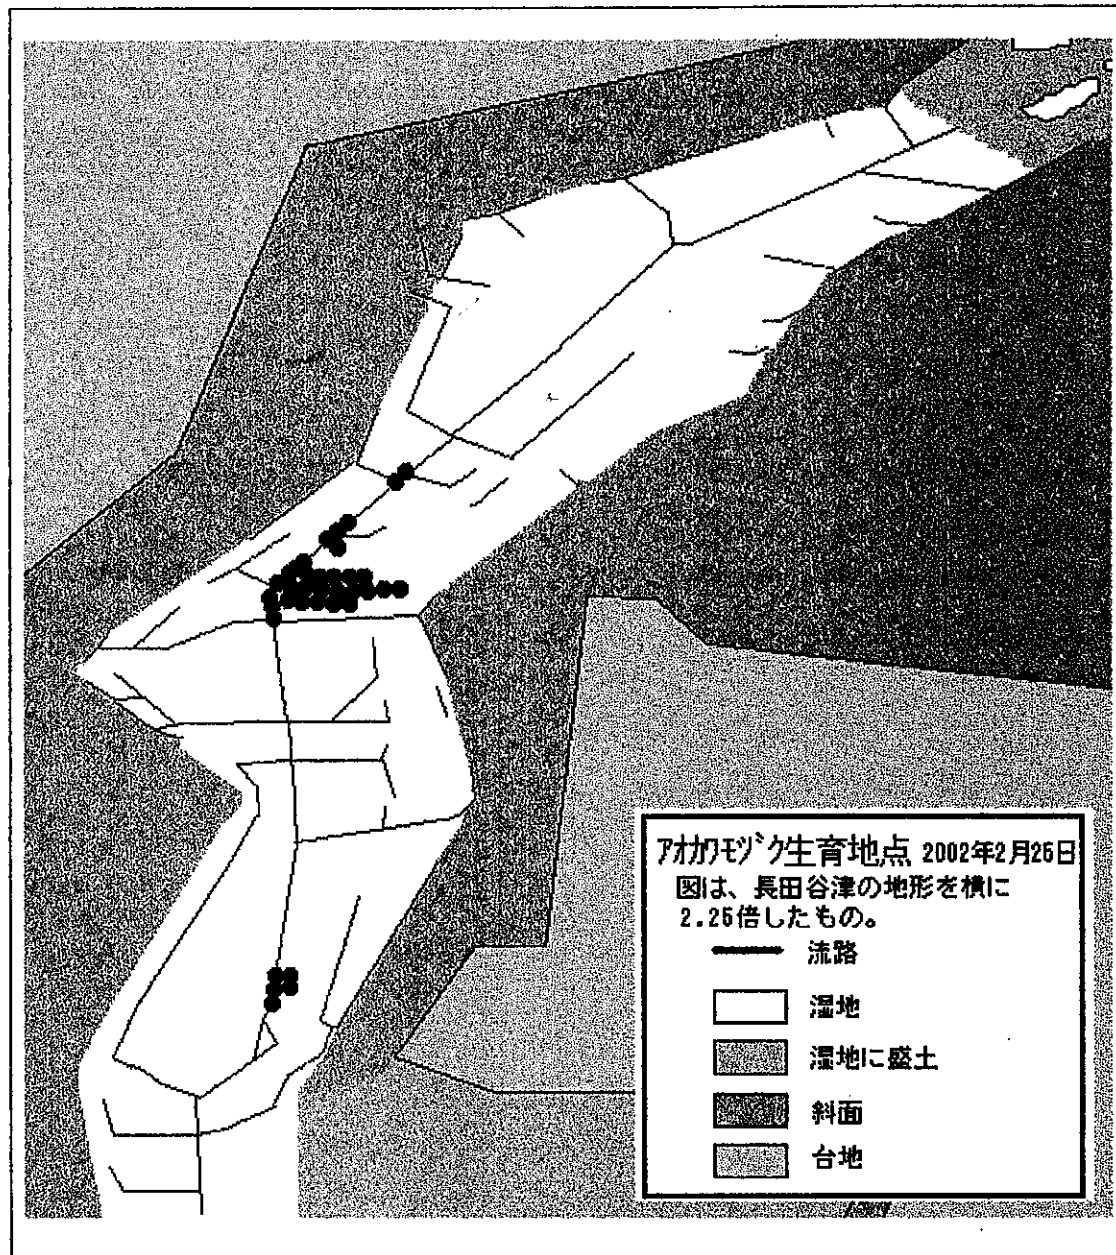 アオカワモヅク生育地点 2002年2月26日
図は、長田谷津の地形を横に
2.26倍したもの。
流路
湿地
湿地に盛土
斜面
台地